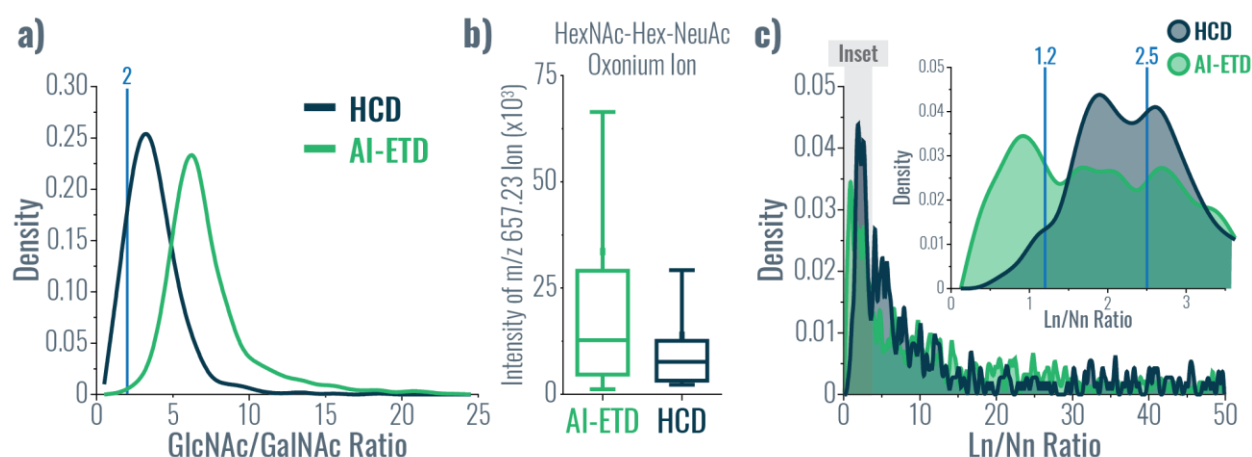 a)
2
0.30
0.25
0.20
0.15
0.10
0.05
0
Density
HCD
AI-ETD
0
5
10
15
20
25
GlcNAc/GalNAc Ratio
b)
HexNAc-Hex-NeuAc
Oxonium Ion
75
50
25
0
Intensity of m/z 657.23 Ion (x10³)
AI-ETD
HCD
c)
Inset
HCD
AI-ETD
0.05
0.04
0.03
0.02
0.01
0
Density
0
10
20
30
40
50
Ln/Nn Ratio
1.2
2.5
0.05
0.04
0.03
0.02
0.01
0
Density
0
1
2
3
Ln/Nn Ratio